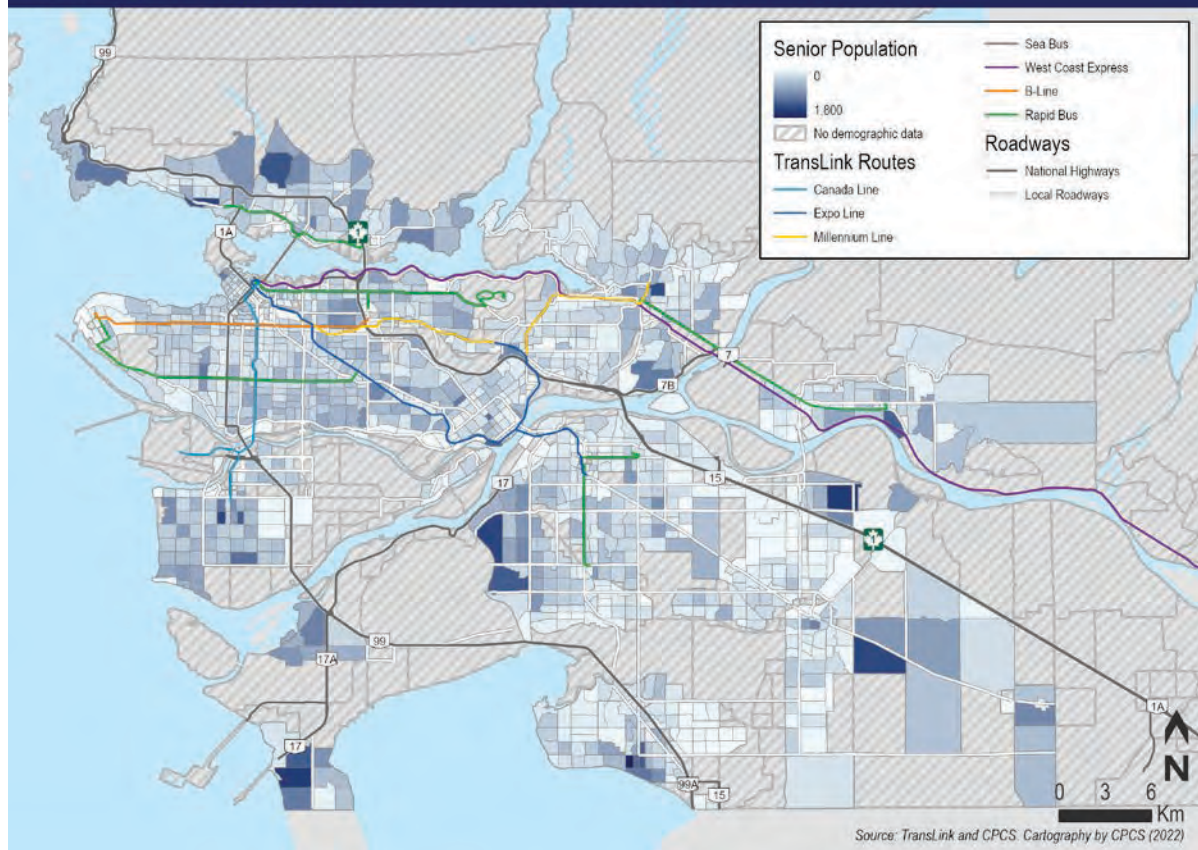 Senior Population
0
1,800
No demographic data
TransLink Routes
Canada Line
Expo Line
Millennium Line
Sea Bus
West Coast Express
B-Line
Rapid Bus
Roadways
National Highways
Local Roadways
99
1A
1
7
7B
17
15
1
99
17A
17
1A
99A
15
N
0 3 6
Km
Source: TransLink and CPCS. Cartography by CPCS (2022)